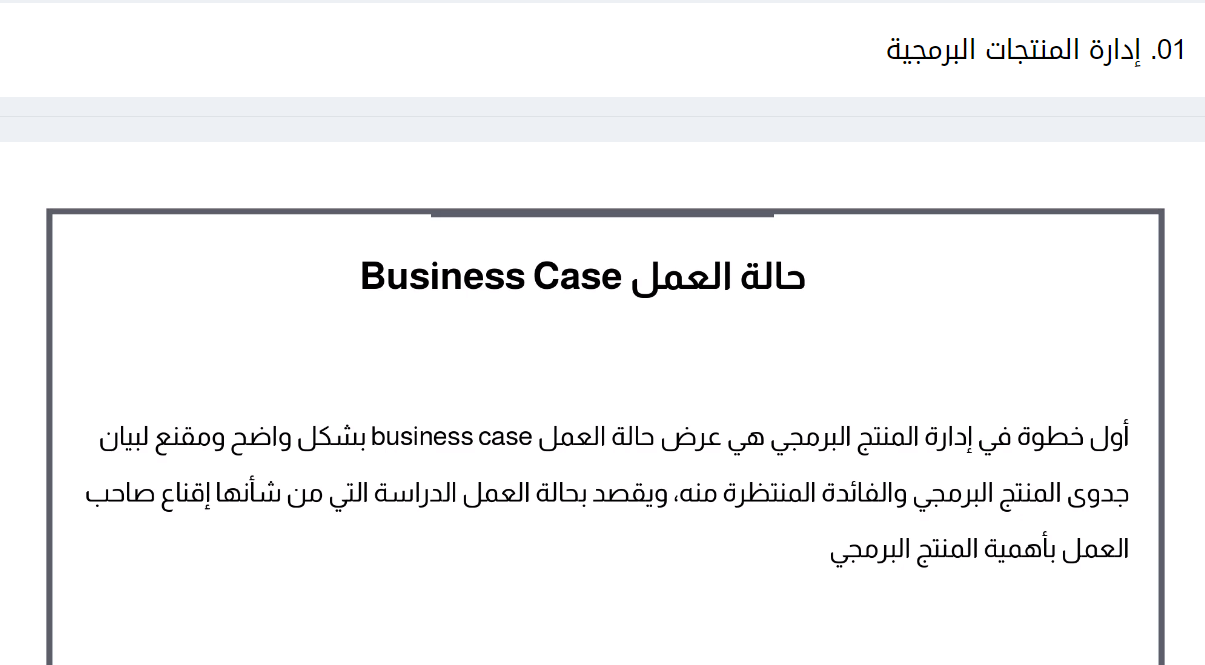 01. إدارة المنتجات البرمجية
حالة العمل Business Case
أول خطوة في إدارة المنتج البرمجي هي عرض حالة العمل business case بشكل واضح ومقنع لبيان
جدوى المنتج البرمجي والفائدة المنتظرة منه، ويقصد بحالة العمل الدراسة التي من شأنها إقناع صاحب
العمل بأهمية المنتج البرمجي